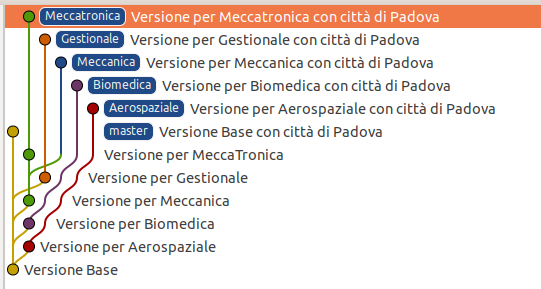 Meccatronica Versione per Meccatronica con città di Padova
Gestionale Versione per Gestionale con città di Padova
Meccanica Versione per Meccanica con città di Padova
Biomedica Versione per Biomedica con città di Padova
Aerospaziale Versione per Aerospaziale con città di Padova
master Versione Base con città di Padova
Versione per MeccaTronica
Versione per Gestionale
Versione per Meccanica
Versione per Biomedica
Versione per Aerospaziale
Versione Base